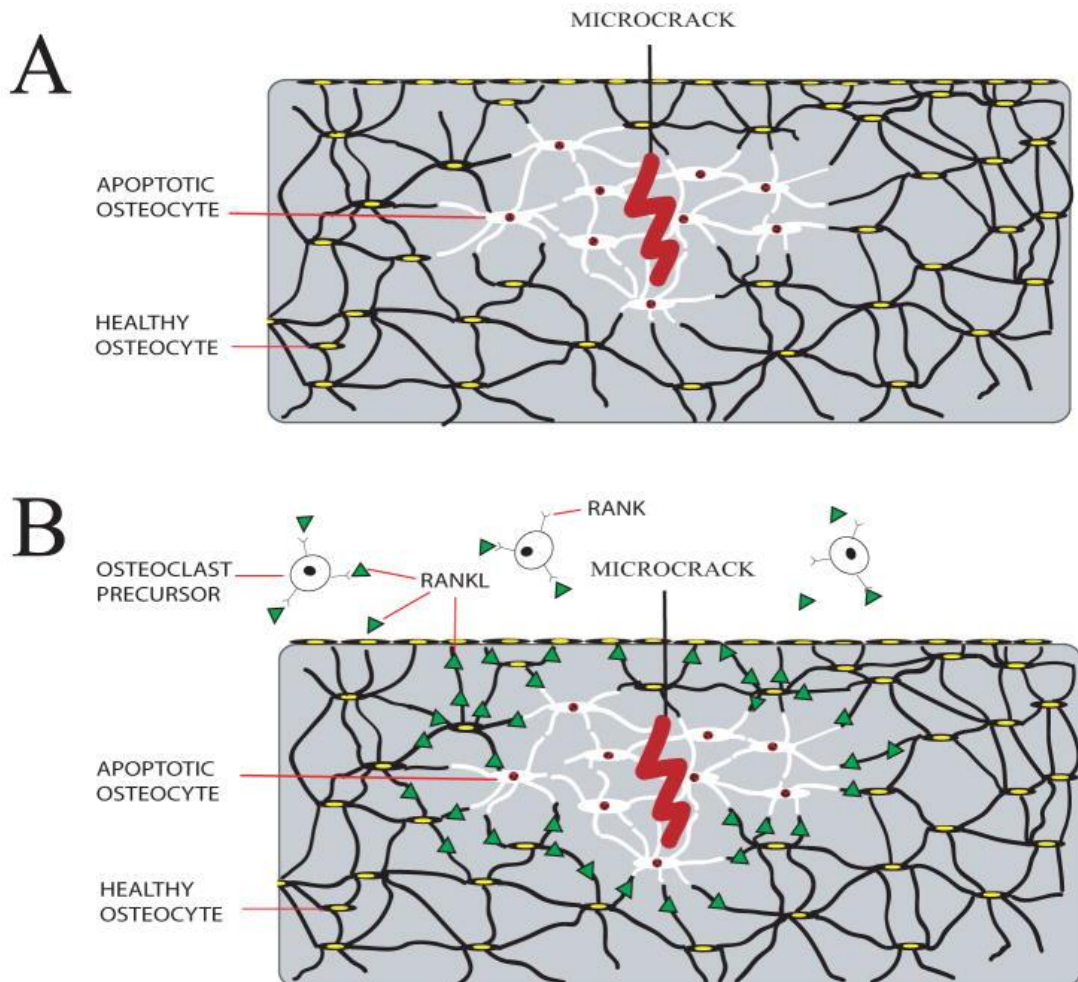 A
MICROCRACK
APOPTOTIC
OSTEOCYTE
HEALTHY
OSTEOCYTE
B
RANK
OSTEOCLAST
PRECURSOR
RANKL
MICROCRACK
APOPTOTIC
OSTEOCYTE
HEALTHY
OSTEOCYTE